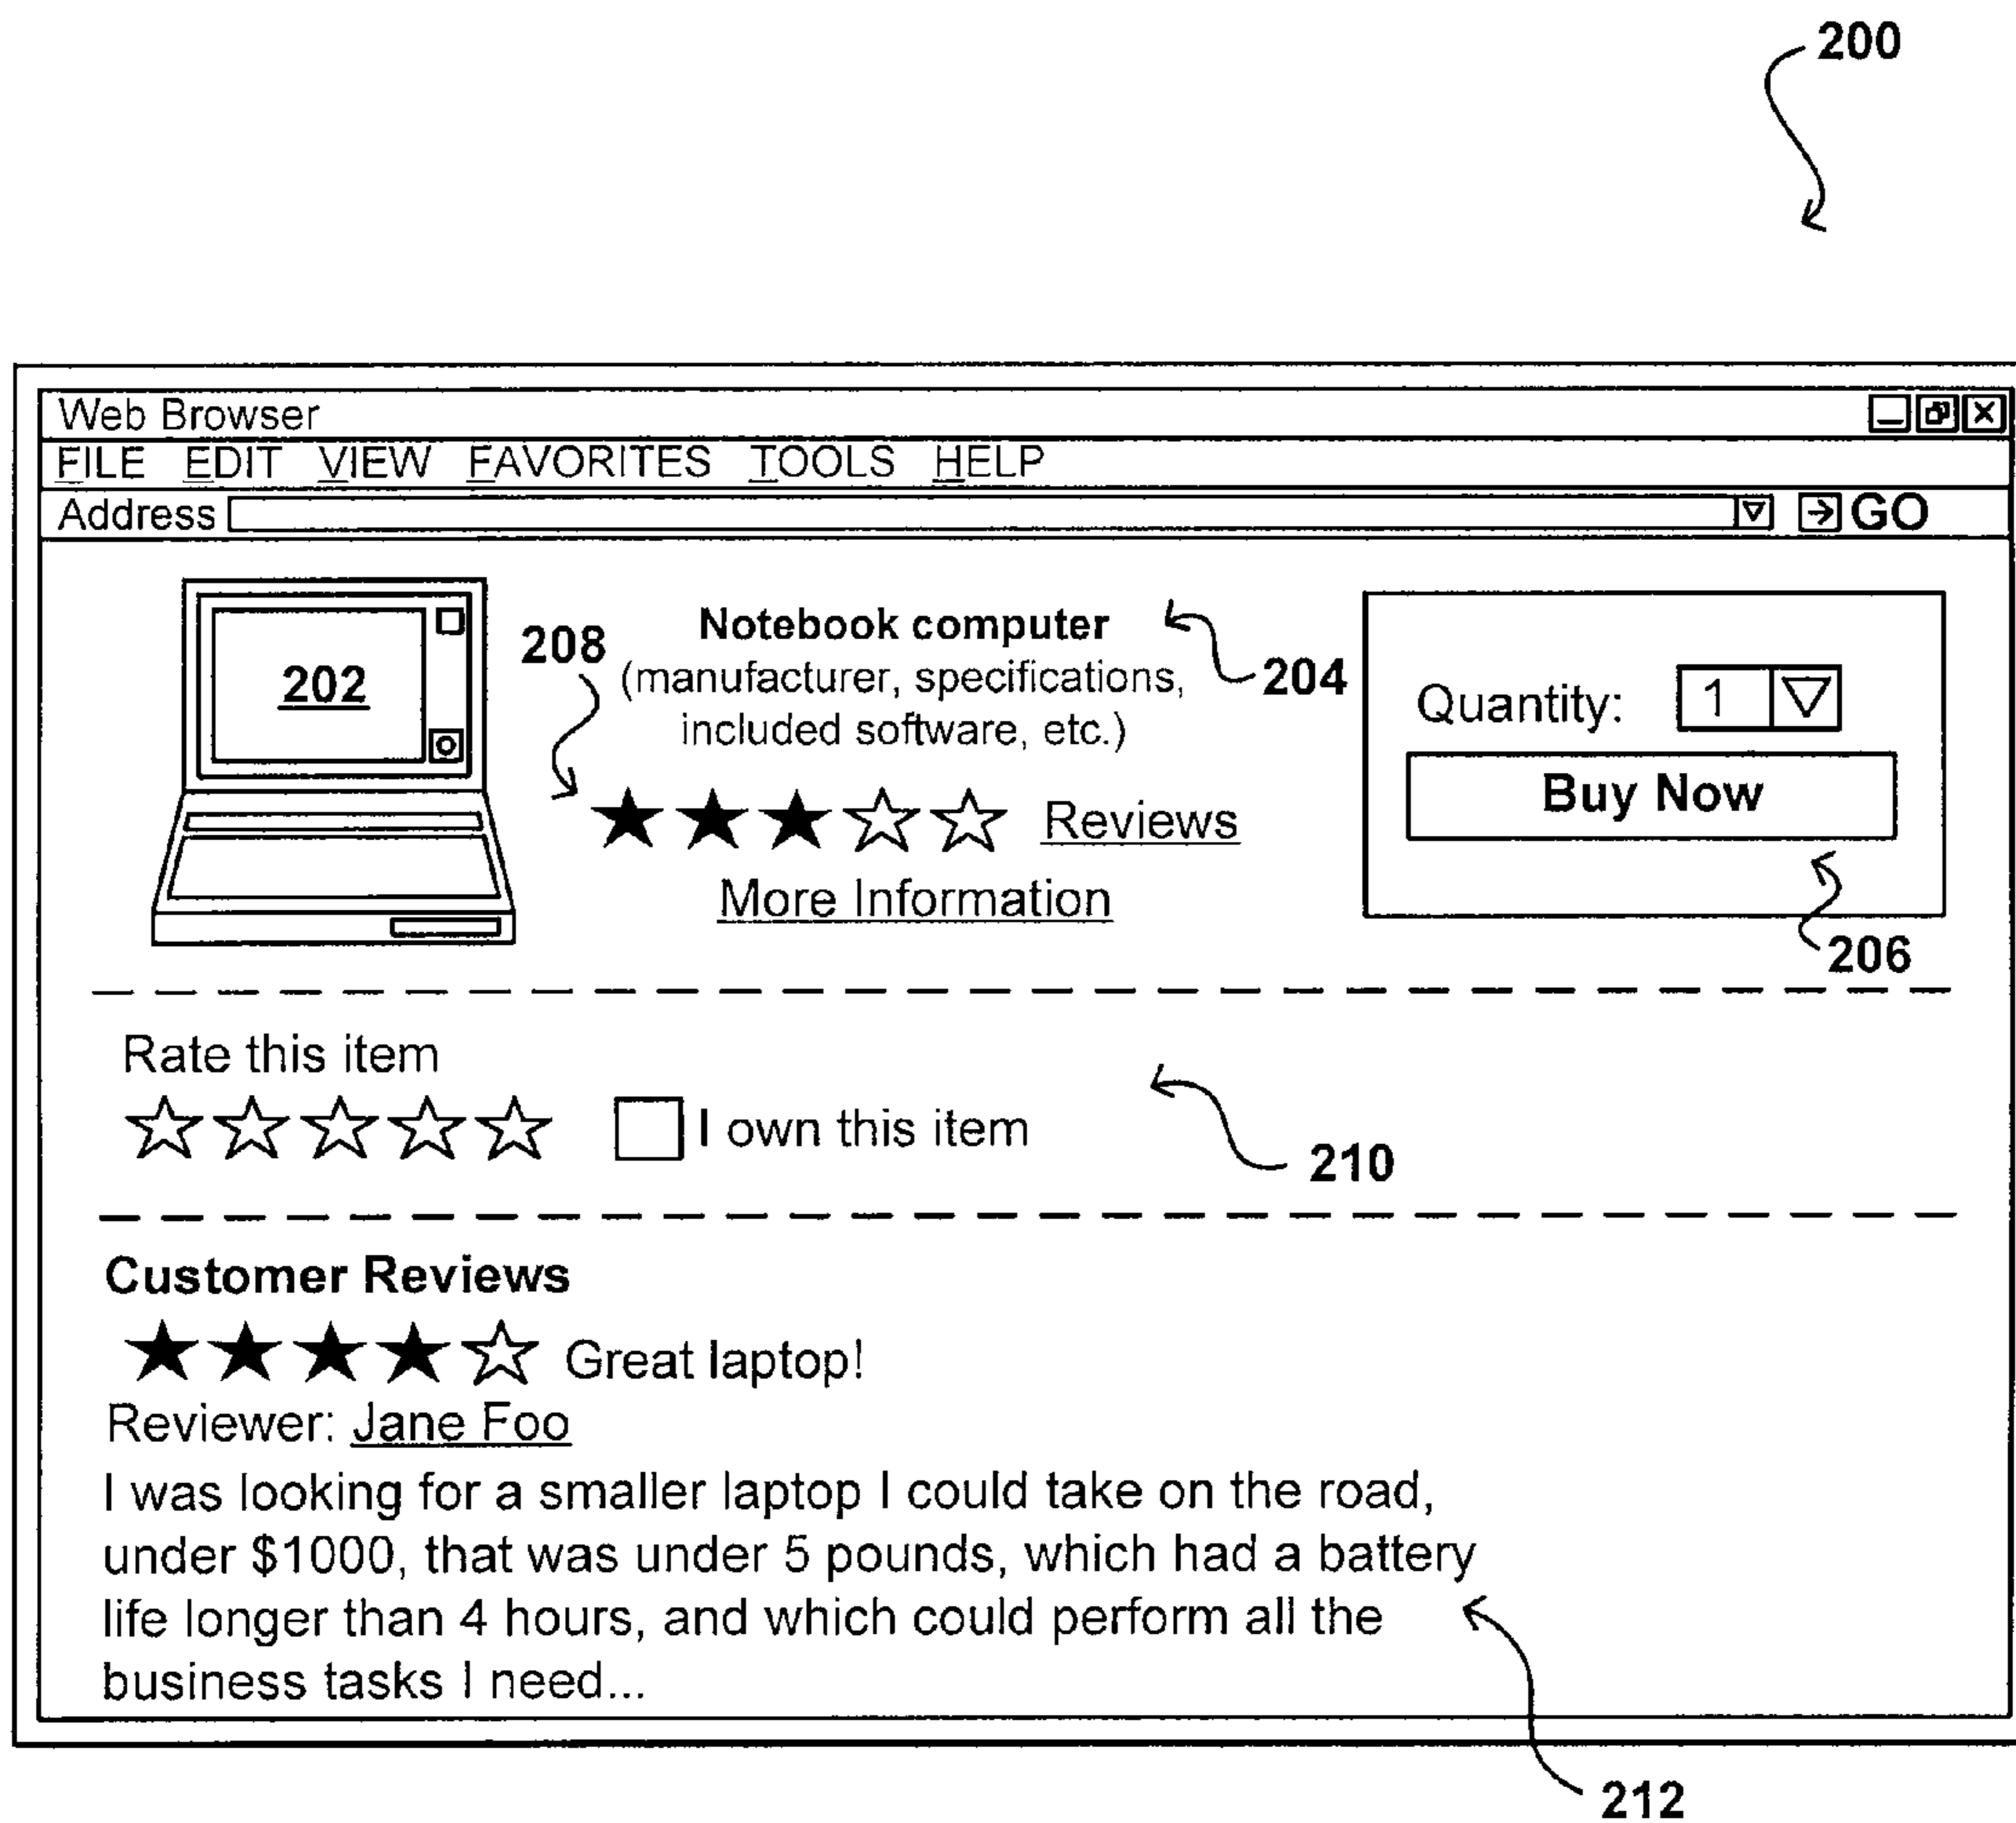 200
Web Browser
FILE EDIT VIEW FAVORITES TOOLS HELP
Address GO
202
208
Notebook computer
(manufacturer, specifications,
included software, etc.)
204
Reviews
More Information
Quantity: 1
Buy Now
206
Rate this item
I own this item
210
Customer Reviews
Great laptop!
Reviewer: Jane Foo
I was looking for a smaller laptop I could take on the road,
under $1000, that was under 5 pounds, which had a battery
life longer than 4 hours, and which could perform all the
business tasks I need...
212